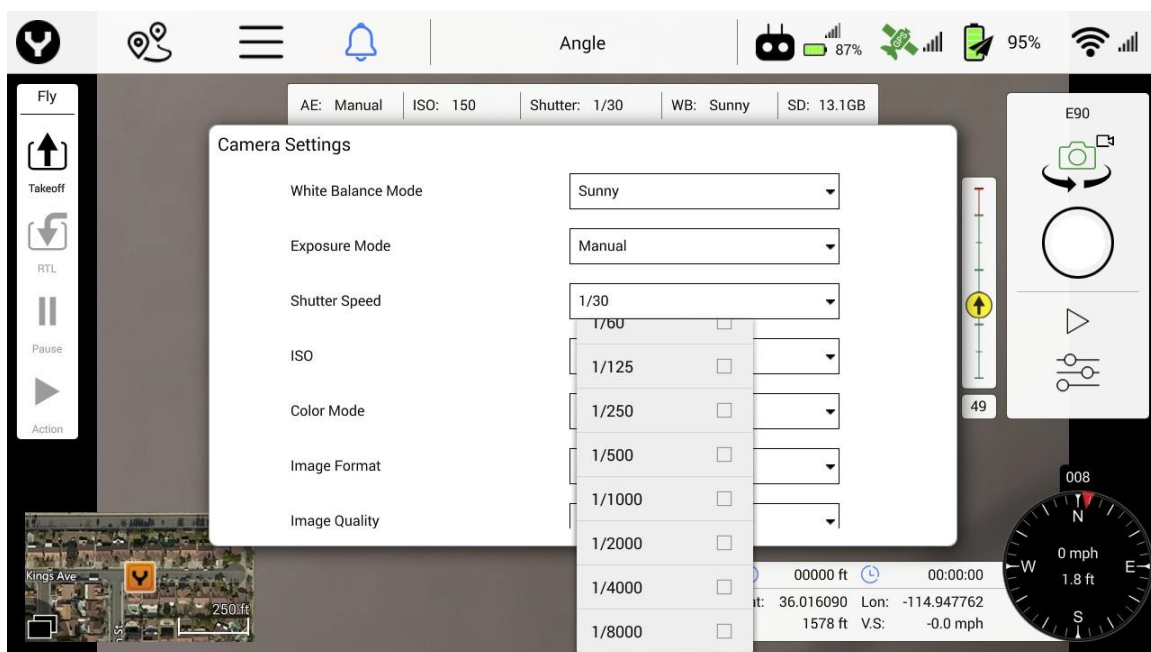 Angle
87%
GPS
95%
Fly
Takeoff
RTL
Pause
Action
AE: Manual
ISO: 150
Shutter: 1/30
WB: Sunny
SD: 13.1GB
Camera Settings
White Balance Mode
Sunny
Exposure Mode
Manual
Shutter Speed
1/30
1/60
1/125
1/250
1/500
1/1000
1/2000
1/4000
1/8000
ISO
Color Mode
Image Format
Image Quality
E90
49
008
N
W
E
S
0 mph
1.8 ft
Kings Ave
St.
250 ft
00000 ft
00:00:00
36.016090 Lon: -114.947762
1578 ft V.S: -0.0 mph